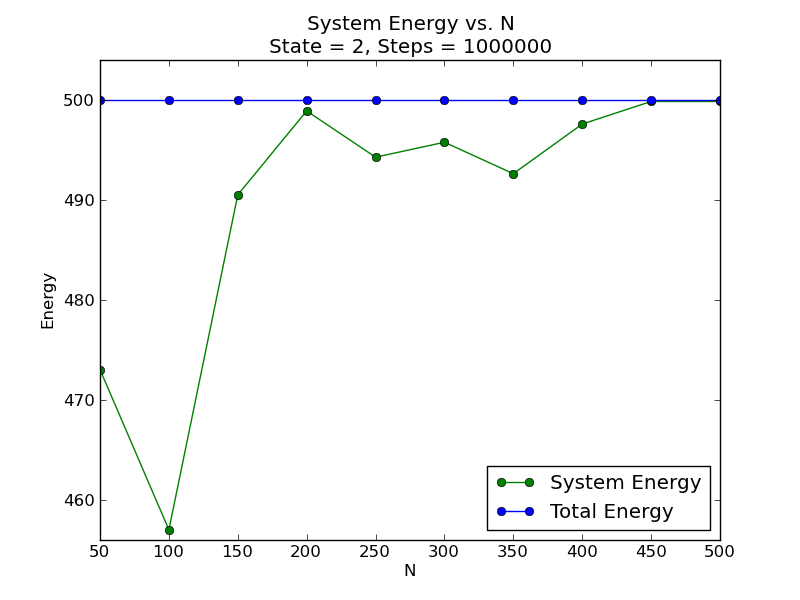 System Energy vs. N
State = 2, Steps = 1000000
500
490
480
470
460
Energy
50 100 150 200 250 300 350 400 450 500
N
System Energy
Total Energy